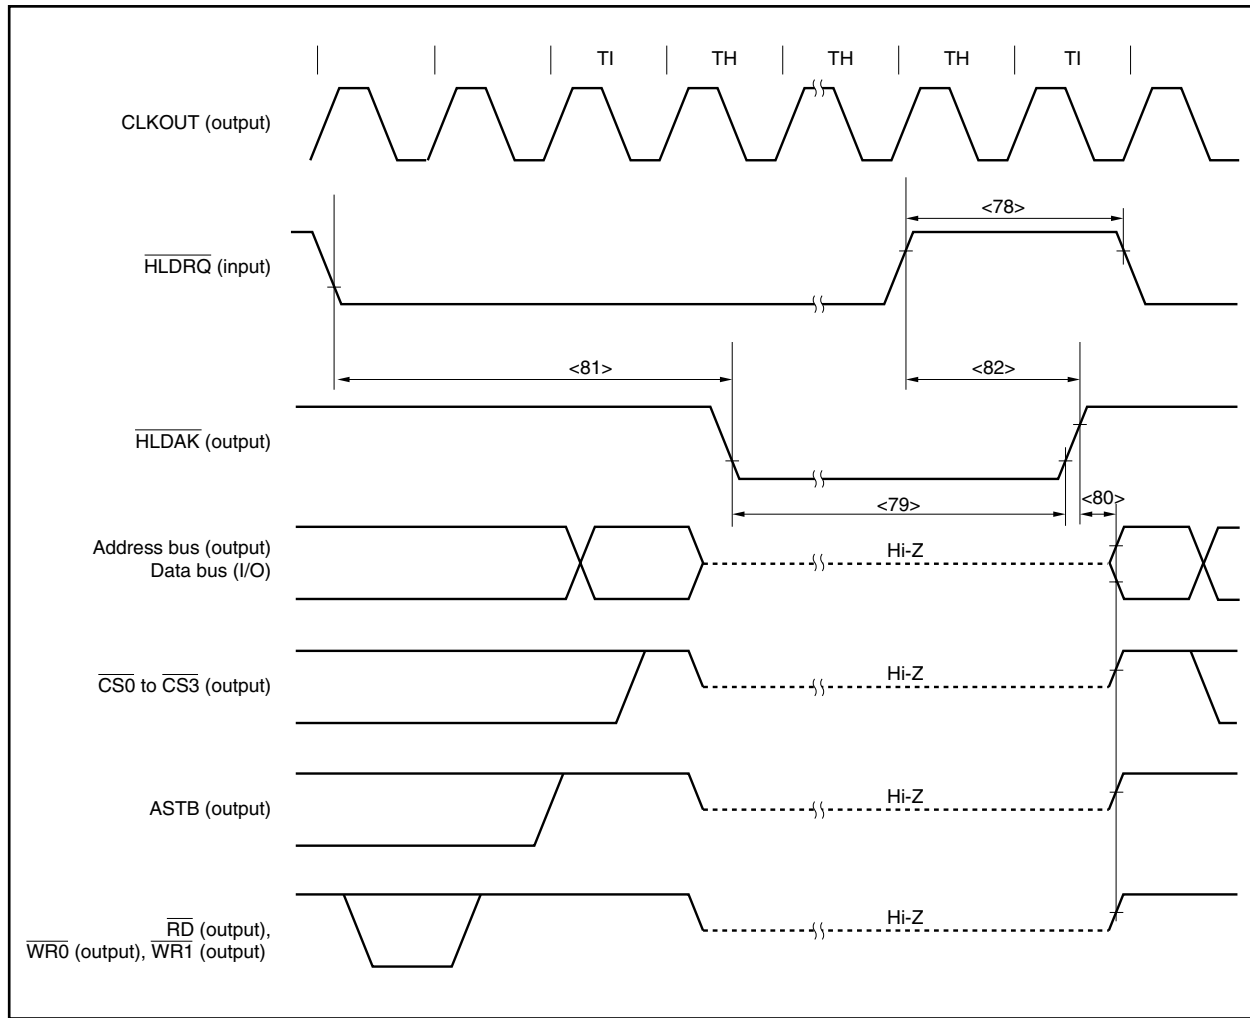 TI TH TH TH TI
CLKOUT (output)
<78>
HLDRQ (input)
<81> <82>
HLDAK (output)
<79> <80>
Address bus (output)
Data bus (I/O)
Hi-Z
CS0 to CS3 (output)
Hi-Z
ASTB (output)
Hi-Z
RD (output),
WR0 (output), WR1 (output)
Hi-Z